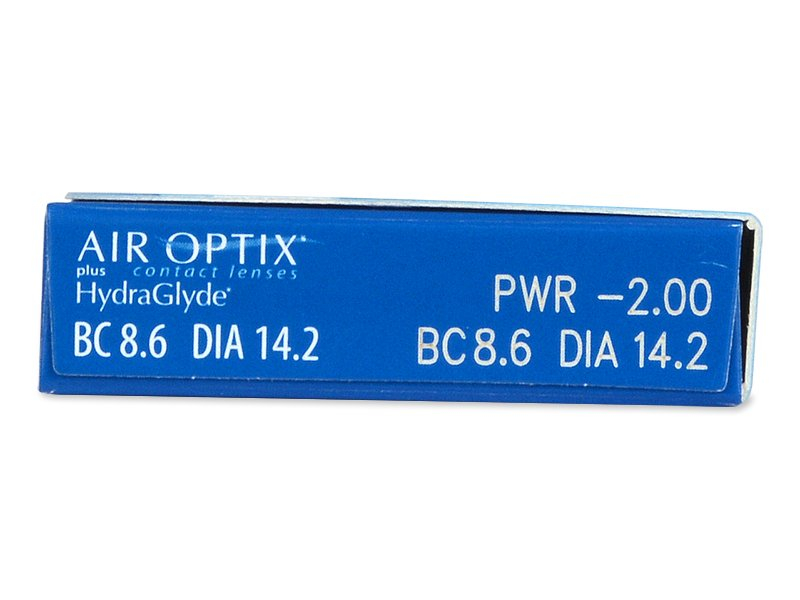 AIR OPTIX®
plus contact lenses
HydraGlyde®
BC 8.6 DIA 14.2
PWR -2.00
BC 8.6 DIA 14.2